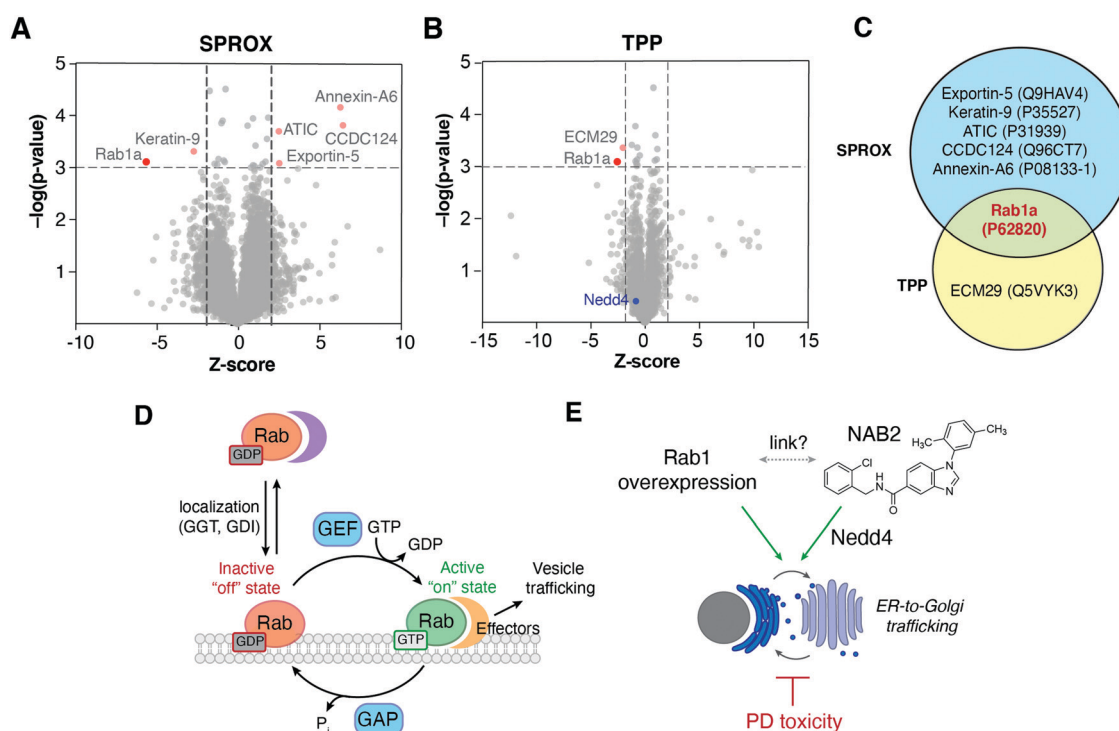 A
SPROX
5
4
3
2
1
–log(p-value)
-10
-5
0
5
10
Z-score
Annexin-A6
ATIC
CCDC124
Keratin-9
Rab1a
Exportin-5
B
TPP
5
4
3
2
1
–log(p-value)
-15
-10
-5
0
5
10
15
Z-score
ECM29
Rab1a
Nedd4
C
SPROX
Exportin-5 (Q9HAV4)
Keratin-9 (P35527)
ATIC (P31939)
CCDC124 (Q96CT7)
Annexin-A6 (P08133-1)
Rab1a
(P62820)
TPP
ECM29 (Q5VYK3)
D
Rab
GDP
localization
(GGT, GDI)
GEF
GTP
GDP
Inactive
“off” state
Active
“on” state
Vesicle
trafficking
Rab
GDP
Rab
GTP
Effectors
Pi
GAP
E
Rab1
overexpression
link?
NAB2
H3C
CH3
Cl
H
N
O
N
N
Nedd4
ER-to-Golgi
trafficking
PD toxicity